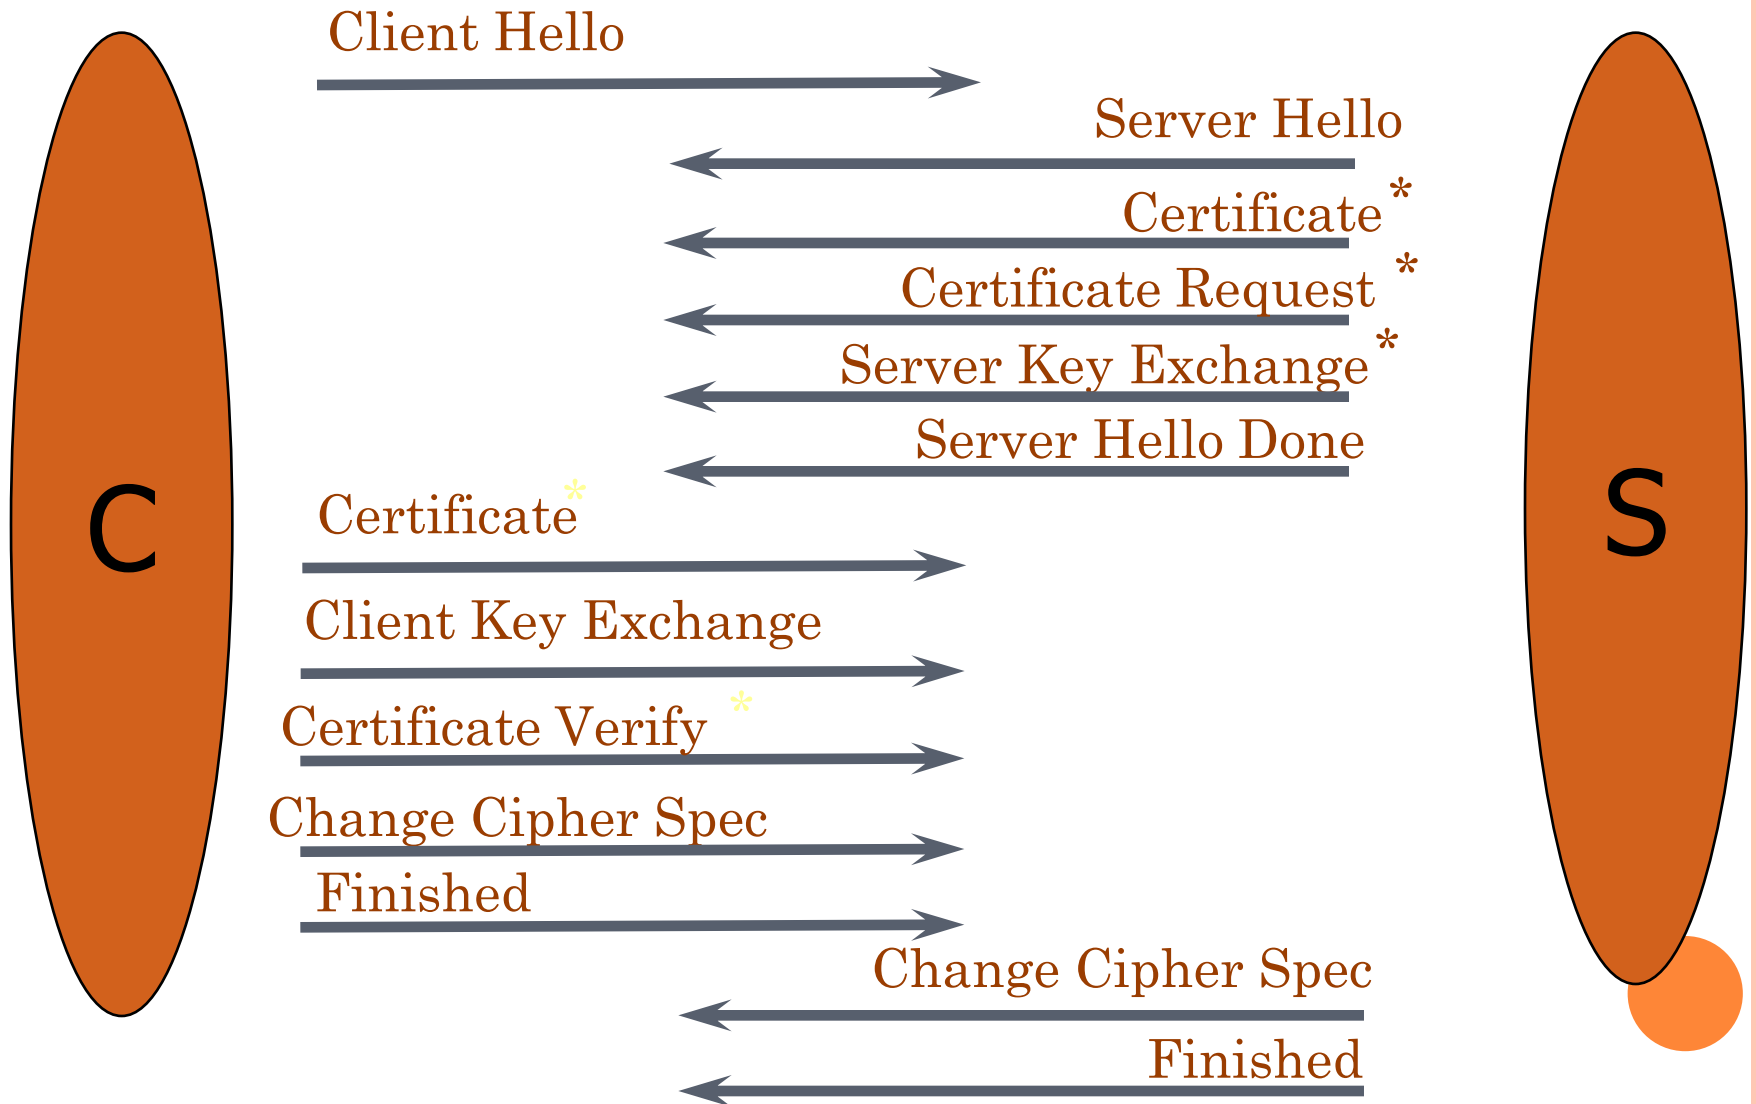 Client Hello
Server Hello
Certificate*
Certificate Request *
Server Key Exchange*
Server Hello Done
C
S
Certificate*
Client Key Exchange
Certificate Verify *
Change Cipher Spec
Finished
Change Cipher Spec
Finished